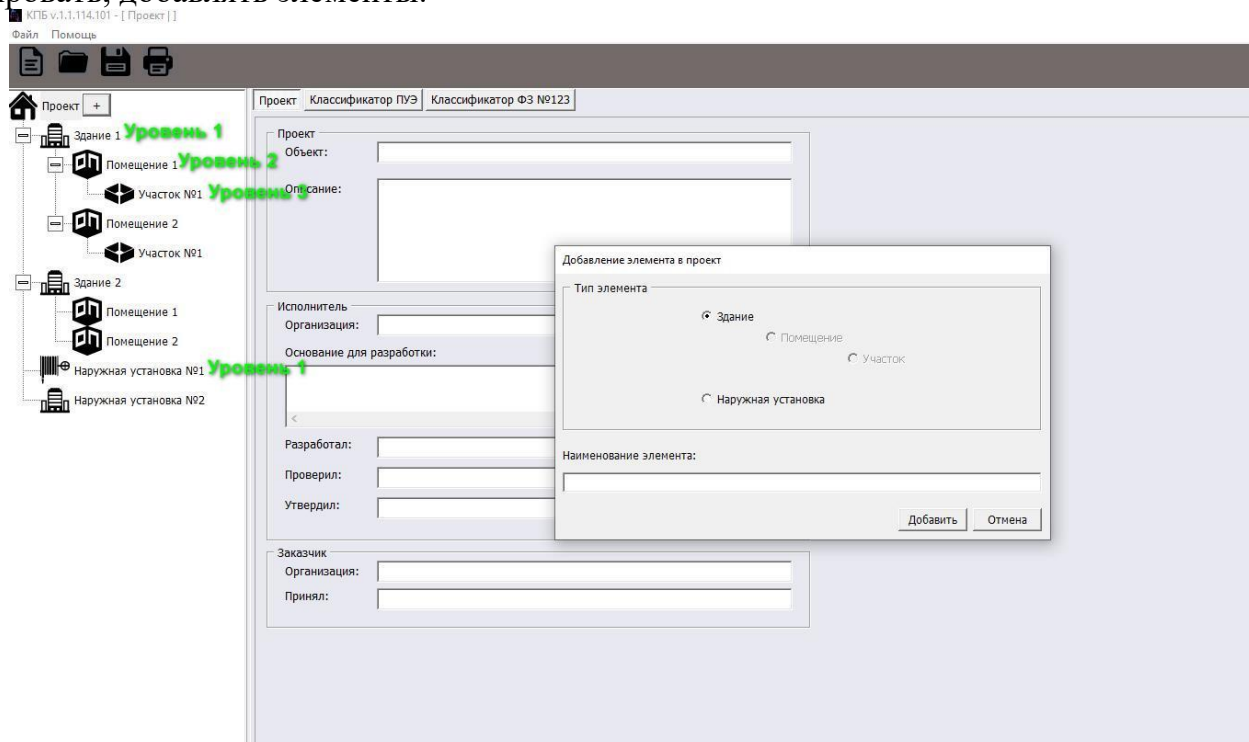 ровать, добавлять элементы.
КПБ v.1.1.114.101 - [ Проект | ]
Файл Помощь
Проект +
Здание 1 Уровень 1
Помещение 1 Уровень 2
Участок №1 Уровень 3
Помещение 2
Участок №1
Здание 2
Помещение 1
Помещение 2
Наружная установка №1 Уровень 1
Наружная установка №2
Проект Классификатор ПУЭ Классификатор ФЗ №123
Проект
Объект:
Описание:
Исполнитель
Организация:
Основание для разработки:
<
Разработал:
Проверил:
Утвердил:
Заказчик
Организация:
Принял:
Добавление элемента в проект
Тип элемента
Здание
Помещение
Участок
Наружная установка
Наименование элемента:
Добавить Отмена